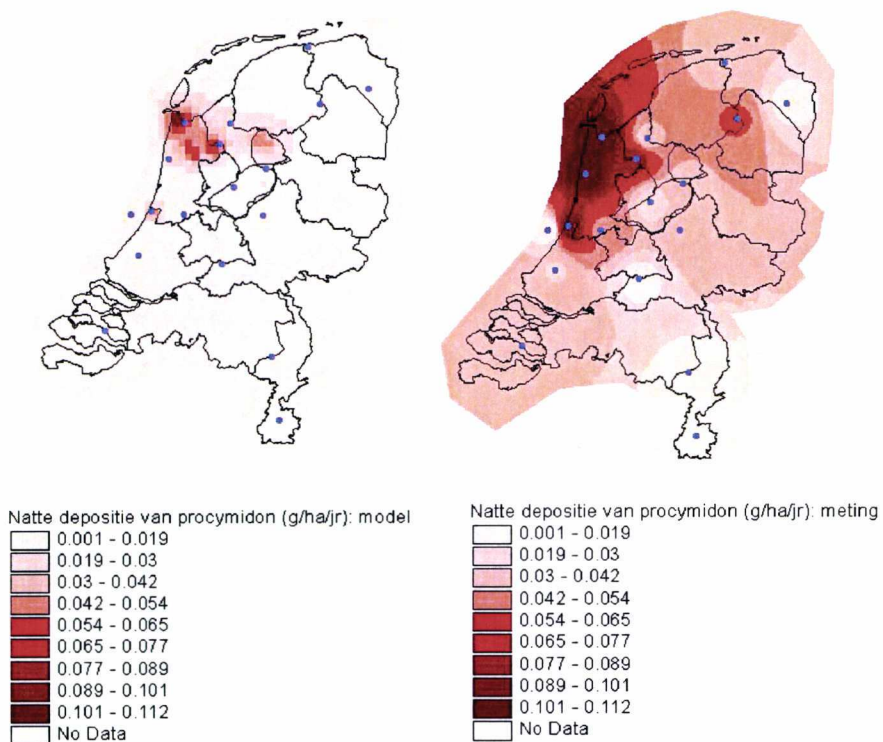 Natte depositie van procymidon (g/ha/jr): model
0.001 - 0.019
0.019 - 0.03
0.03 - 0.042
0.042 - 0.054
0.054 - 0.065
0.065 - 0.077
0.077 - 0.089
0.089 - 0.101
0.101 - 0.112
No Data
Natte depositie van procymidon (g/ha/jr): meting
0.001 - 0.019
0.019 - 0.03
0.03 - 0.042
0.042 - 0.054
0.054 - 0.065
0.065 - 0.077
0.077 - 0.089
0.089 - 0.101
0.101 - 0.112
No Data